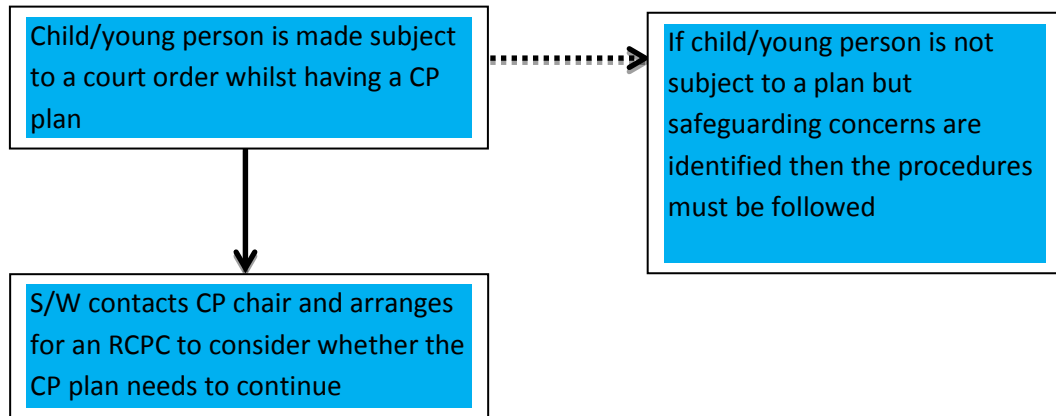 Child/young person is made subject
to a court order whilst having a CP
plan
If child/young person is not
subject to a plan but
safeguarding concerns are
identified then the procedures
must be followed
S/W contacts CP chair and arranges
for an RCPC to consider whether the
CP plan needs to continue